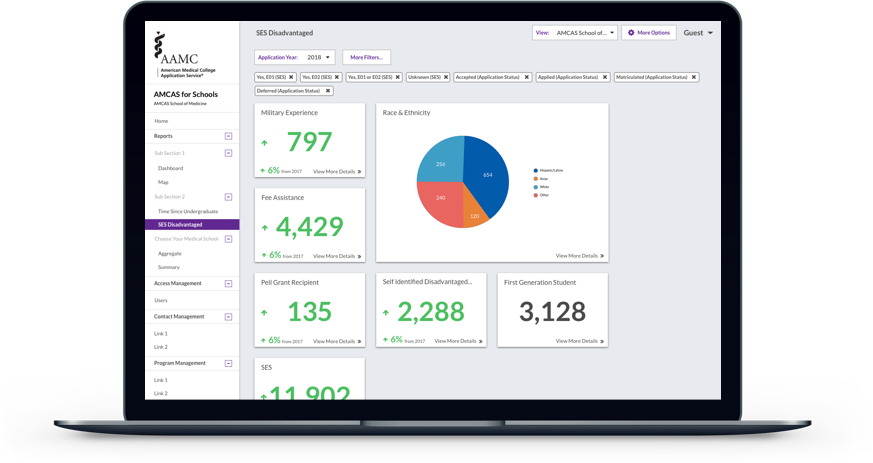 AAMC
American Medical College
Application Service®
AMCAS for Schools
AMCAS School of Medicine
Home
Reports
Sub Section 1
Dashboard
Map
Sub Section 2
Time Since Undergraduate
SES Disadvantaged
Choose Your Medical School
Aggregate
Summary
Access Management
Users
Contact Management
Link 1
Link 2
Program Management
Link 1
Link 2
SES Disadvantaged
View: AMCAS School of...
More Options
Guest
Application Year: 2018
More Filters...
Yes, E01 (SES) Yes, E02 (SES) Yes, E01 or E02 (SES) Unknown (SES) Accepted (Application Status) Applied (Application Status) Matriculated (Application Status)
Deferred (Application Status)
Military Experience
797
6% from 2017 View More Details
Race & Ethnicity
256
654
240
120
Hispanic/Latino
Asian
White
Other
View More Details
Fee Assistance
4,429
6% from 2017 View More Details
Pell Grant Recipient
135
6% from 2017 View More Details
Self Identified Disadvantaged...
2,288
6% from 2017 View More Details
First Generation Student
3,128
View More Details
SES
11,902